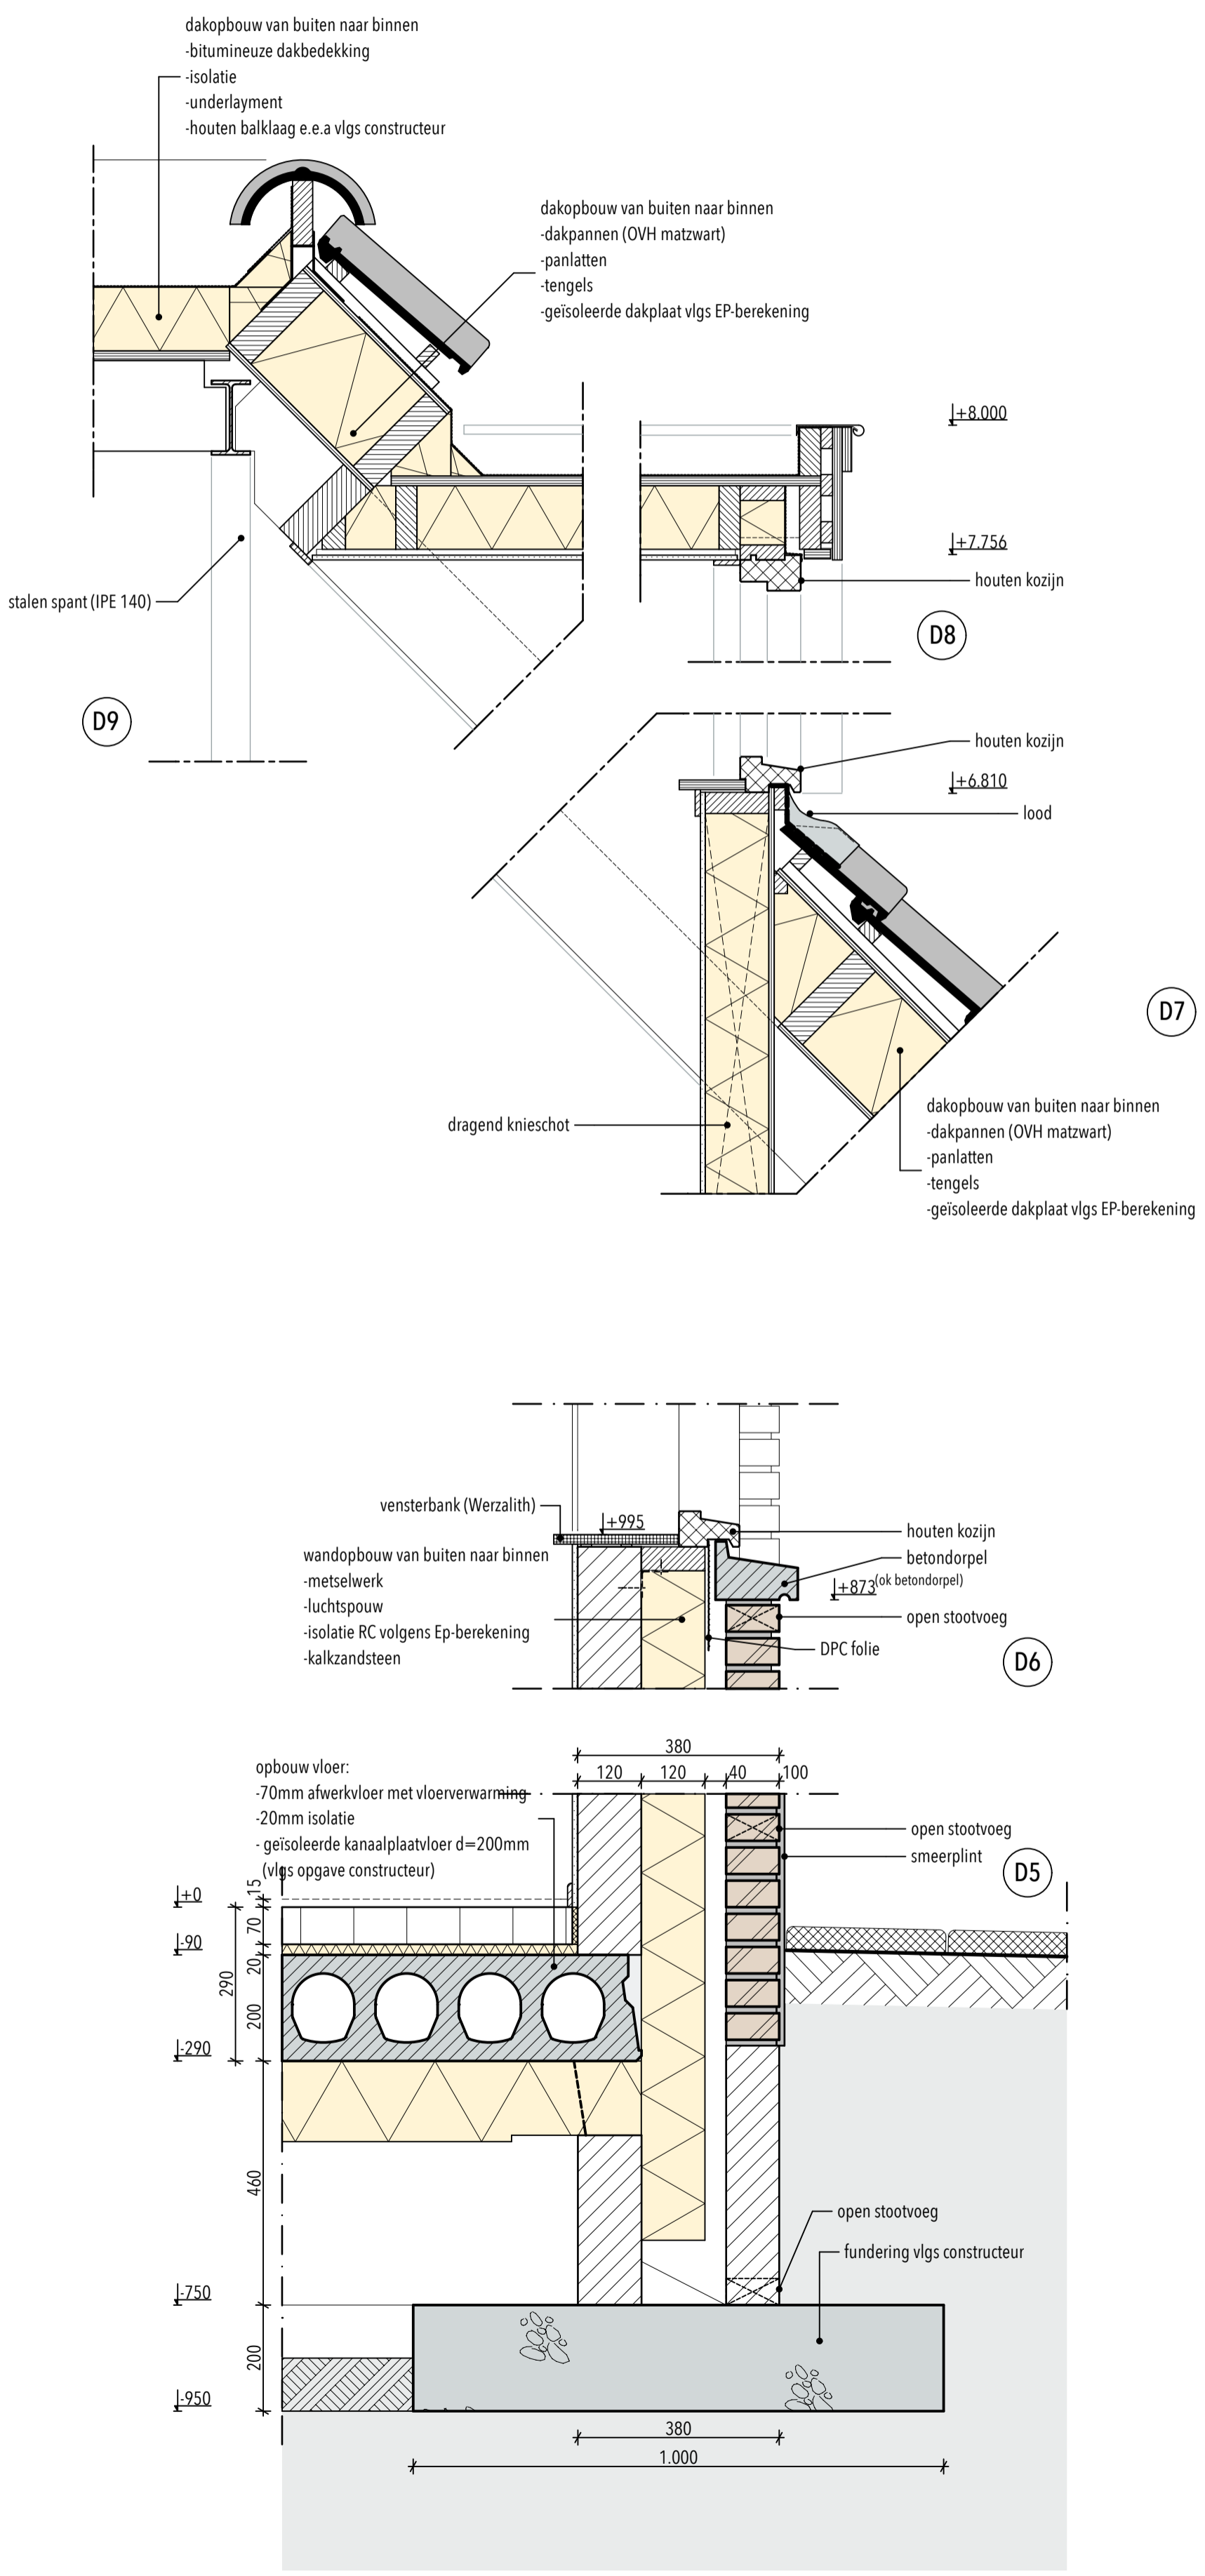 dakopbouw van buiten naar binnen
-bitumineuze dakbedekking
-isolatie
-underlayment
-houten balklaag e.e.a vlgs constructeur
dakopbouw van buiten naar binnen
-dakpannen (OVH matzwart)
-panlatten
-tengels
-geïsoleerde dakplaat vlgs EP-berekening
+8.000
+7.756
houten kozijn
stalen spant (IPE 140)
D8
D9
houten kozijn
+6.810
lood
D7
dragend knieschot
dakopbouw van buiten naar binnen
-dakpannen (OVH matzwart)
-panlatten
-tengels
-geïsoleerde dakplaat vlgs EP-berekening
vensterbank (Werzalith)
+995
houten kozijn
betondorpel
(ok betondorpel)
+873
wandopbouw van buiten naar binnen
-metselwerk
-luchtspouw
-isolatie RC volgens Ep-berekening
-kalkzandsteen
open stootvoeg
DPC folie
D6
380
120 120 40 100
opbouw vloer:
-70mm afwerkvloer met vloerverwarming
-20mm isolatie
- geïsoleerde kanaalplaatvloer d=200mm
(vlgs opgave constructeur)
open stootvoeg
smeerplint
D5
+0
15
70
-90
20
290
200
-290
460
open stootvoeg
fundering vlgs constructeur
-750
200
-950
380
1.000